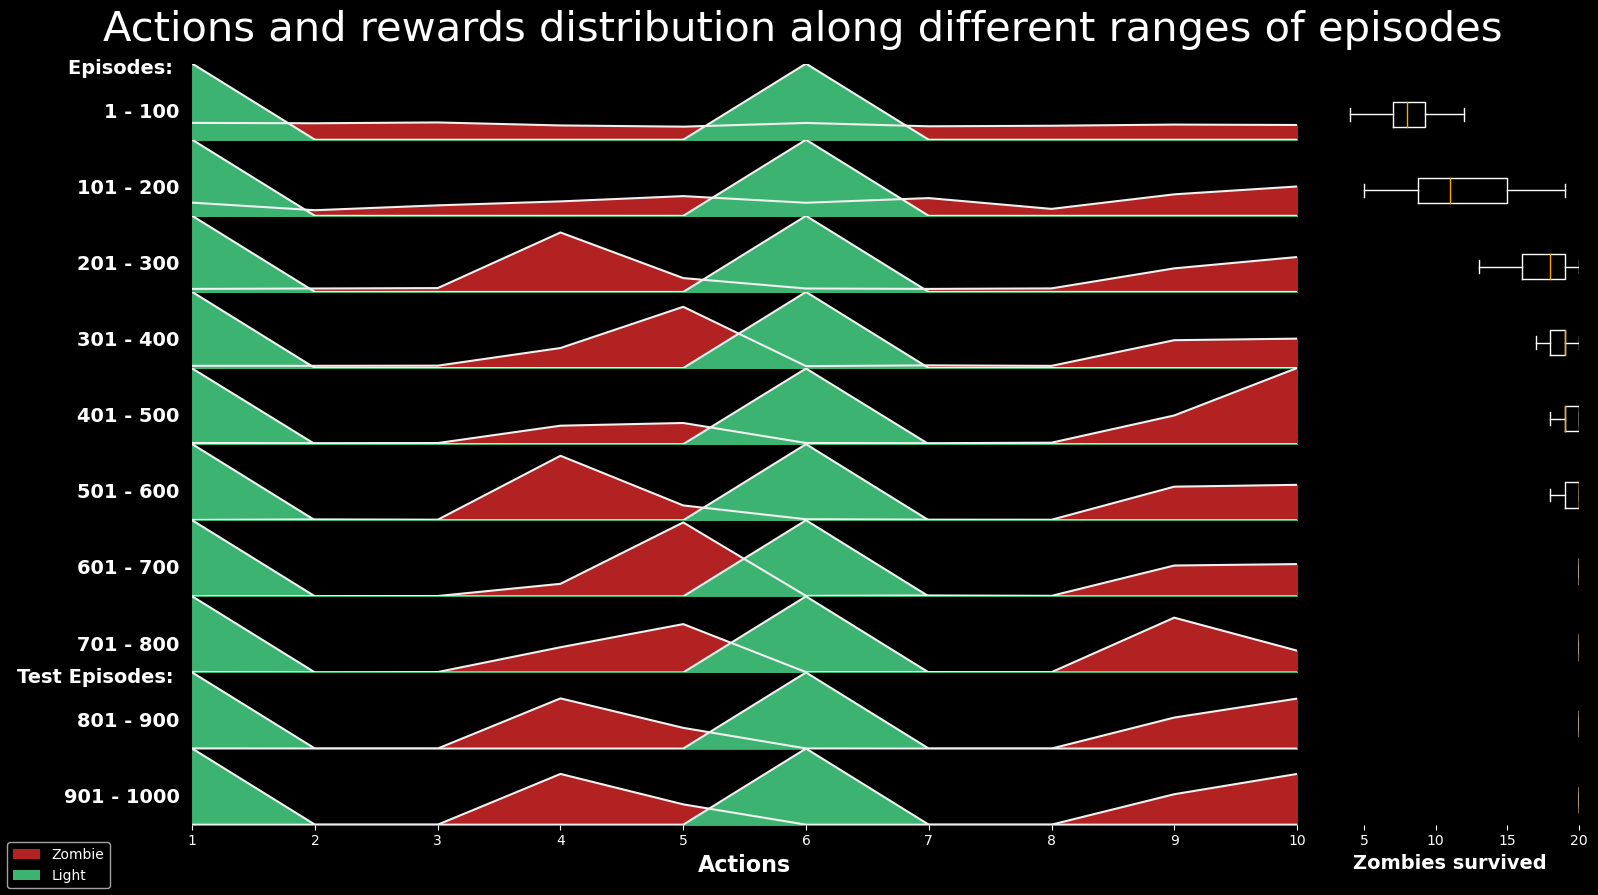 Actions and rewards distribution along different ranges of episodes
Episodes:
1 - 100
101 - 200
201 - 300
301 - 400
401 - 500
501 - 600
601 - 700
701 - 800
Test Episodes:
801 - 900
901 - 1000
1 2 3 4 5 6 7 8 9 10
5 10 15 20
Actions
Zombies survived
Zombie
Light